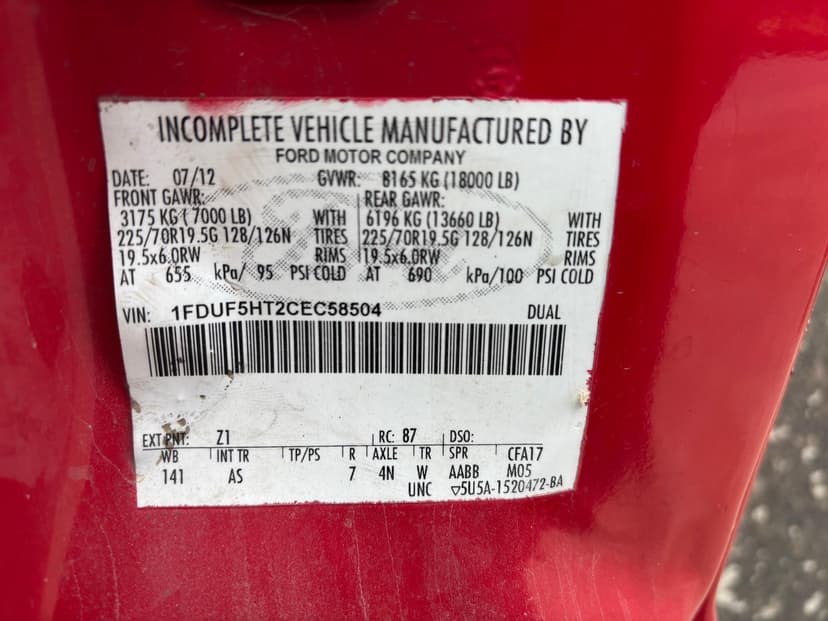 INCOMPLETE VEHICLE MANUFACTURED BY
FORD MOTOR COMPANY
DATE: 07/12 GVWR: 8165 KG (18000 LB)
FRONT GAWR: REAR GAWR:
3175 KG ( 7000 LB) WITH 6196 KG (13660 LB) WITH
225/70R19.5G 128/126N TIRES 225/70R19.5G 128/126N TIRES
19.5x6.0RW RIMS 19.5x6.0RW RIMS
AT 655 kPa/ 95 PSI COLD AT 690 kPa/100 PSI COLD
VIN: 1FDUF5HT2CEC58504 DUAL
EXT PNT: Z1 RC: 87 DSO:
WB INT TR TP/PS R AXLE TR SPR CFA17
141 AS 7 4N W AABB M05
UNC ▽5U5A-1520472-BA